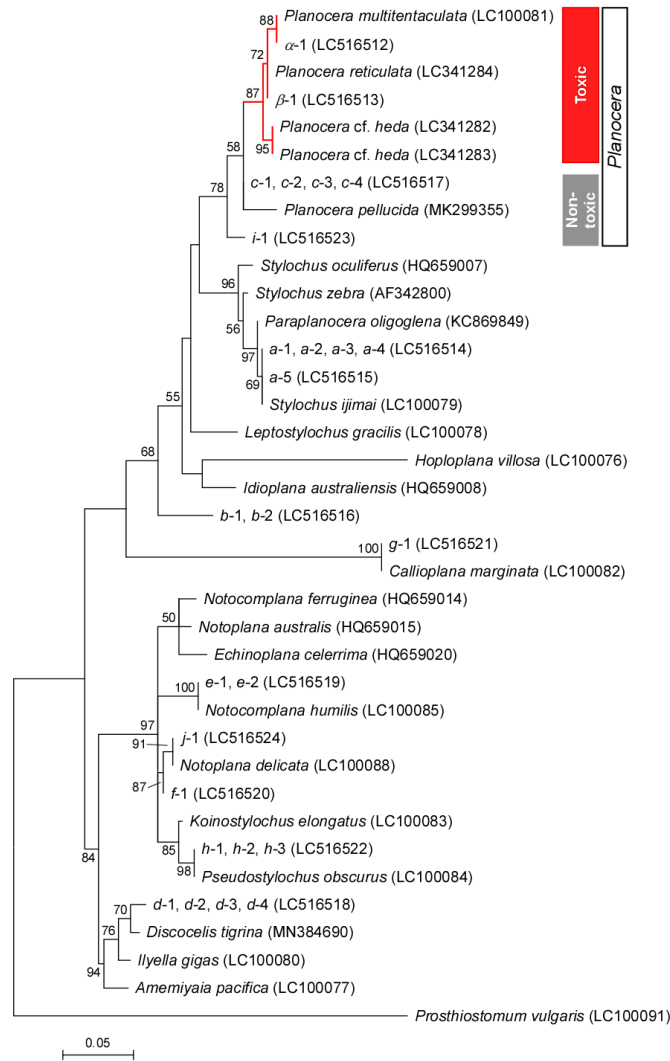 88
Planocera multitentaculata (LC100081)
α-1 (LC516512)
72
Planocera reticulata (LC341284)
87
β-1 (LC516513)
Planocera cf. heda (LC341282)
95
Planocera cf. heda (LC341283)
Toxic
Planocera
58
c-1, c-2, c-3, c-4 (LC516517)
Non-
toxic
78
Planocera pellucida (MK299355)
i-1 (LC516523)
Stylochus oculiferus (HQ659007)
96
Stylochus zebra (AF342800)
56
Paraplanocera oligoglena (KC869849)
97
a-1, a-2, a-3, a-4 (LC516514)
69
a-5 (LC516515)
Stylochus ijimai (LC100079)
55
Leptostylochus gracilis (LC100078)
68
Hoploplana villosa (LC100076)
Idioplana australiensis (HQ659008)
b-1, b-2 (LC516516)
100
g-1 (LC516521)
Callioplana marginata (LC100082)
Notocomplana ferruginea (HQ659014)
50
Notoplana australis (HQ659015)
Echinoplana celerrima (HQ659020)
100
e-1, e-2 (LC516519)
Notocomplana humilis (LC100085)
97
91
j-1 (LC516524)
Notoplana delicata (LC100088)
87
f-1 (LC516520)
Koinostylochus elongatus (LC100083)
85
h-1, h-2, h-3 (LC516522)
98
Pseudostylochus obscurus (LC100084)
84
70
d-1, d-2, d-3, d-4 (LC516518)
76
Discocelis tigrina (MN384690)
Ilyella gigas (LC100080)
94
Amemiyaia pacifica (LC100077)
Prosthiostomum vulgaris (LC100091)
0.05